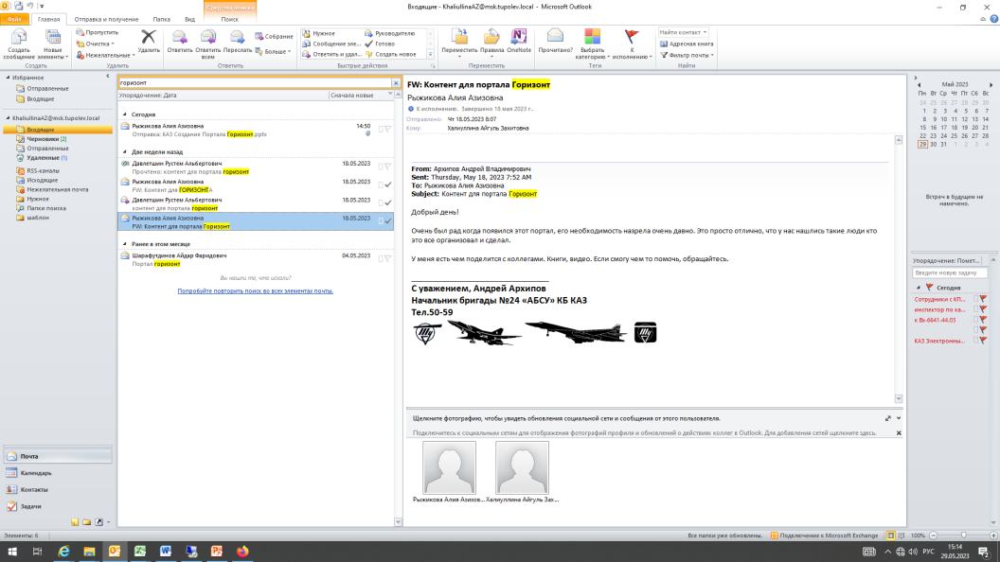 Входящие - KhaliullinaAZ@msk.tupolev.local - Microsoft Outlook
Средства поиска
Файл
Главная
Отправка и получение
Папка
Вид
Поиск
Создать сообщение
Новые элементы
Создать
Пропустить
Очистка
Нежелательные
Удалить
Удалить
Ответить
Ответить всем
Переслать
Собрание
Больше
Ответить
Нужное
Сообщение эле...
Ответить и удал...
Руководителю
Готово
Создать новое
Быстрые действия
Переместить
Правила
OneNote
Переместить
Прочитано?
Выбрать категорию
К исполнению
Теги
Найти контакт
Адресная книга
Фильтр почты
Найти
Избранное
Отправленные
Входящие
KhaliullinaAZ@msk.tupolev.local
Входящие
Черновики [2]
Отправленные
Удаленные (1)
RSS-каналы
Исходящие
Нежелательная почта
Нужное
Папки поиска
шаблон
Почта
Календарь
Контакты
Задачи
горизонт
Упорядочение: Дата
Сначала новые
Сегодня
Рыжикова Алия Азизовна
14:50
Отправка: КАЗ Создание Портала Горизонт.pptx
Две недели назад
Давлетшин Рустем Альбертович
18.05.2023
Прочтено: контент для портала горизонт
Рыжикова Алия Азизовна
18.05.2023
FW: Контент для ГОРИЗОНТА
Давлетшин Рустем Альбертович
18.05.2023
контент для портала горизонт
Рыжикова Алия Азизовна
18.05.2023
FW: Контент для портала Горизонт
Ранее в этом месяце
Шарафутдинов Айдар Фаридович
04.05.2023
Портал горизонт
Вы нашли то, что искали?
Попробуйте повторить поиск во всех элементах почты.
FW: Контент для портала Горизонт
Рыжикова Алия Азизовна
К исполнению. Завершено 18 мая 2023 г..
Отправлено: Чт 18.05.2023 8:07
Кому: Халиуллина Айгуль Захитовна
From: Архипов Андрей Владимирович
Sent: Thursday, May 18, 2023 7:52 AM
To: Рыжикова Алия Азизовна
Subject: Контент для портала Горизонт
Добрый день!
Очень был рад когда появился этот портал, его необходимость назрела очень давно. Это просто отлично, что у нас нашлись такие люди кто
это все организовал и сделал.
У меня есть чем поделится с коллегами. Книги, видео. Если смогу чем то помочь, обращайтесь.
С уважением, Андрей Архипов
Начальник бригады №24 «АБСУ» КБ КАЗ
Тел.50-59
Щелкните фотографию, чтобы увидеть обновления социальной сети и сообщения от этого пользователя.
Подключитесь к социальным сетям для отображения фотографий профиля и обновлений о действиях коллег в Outlook. Для добавления сетей щелкните здесь.
Рыжикова Алия Азизов...
Халиуллина Айгуль Зах...
Май 2023
Пн Вт Ср Чт Пт Сб Вс
24 25 26 27 28 29 30
1 2 3 4 5 6 7
8 9 10 11 12 13 14
15 16 17 18 19 20 21
22 23 24 25 26 27 28
29 30 31 1 2 3 4
Встреч в будущем не
намечено.
Упорядочение: Помет...
Введите новую задачу
Сегодня
Сотрудники с КП...
инспектор по ка...
к Вх-6641-44.03
КАЗ Электронны...
Элементы: 6
Все папки уже обновлены.
Подключение к Microsoft Exchange
100%
РУС
15:14
29.05.2023
2